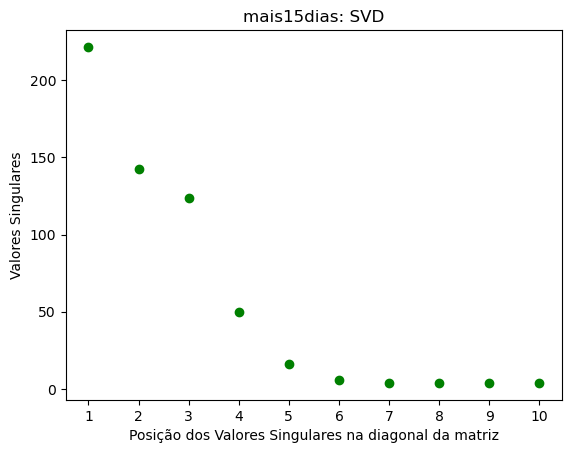 mais15dias: SVD
Valores Singulares
200
150
100
50
0
1 2 3 4 5 6 7 8 9 10
Posição dos Valores Singulares na diagonal da matriz